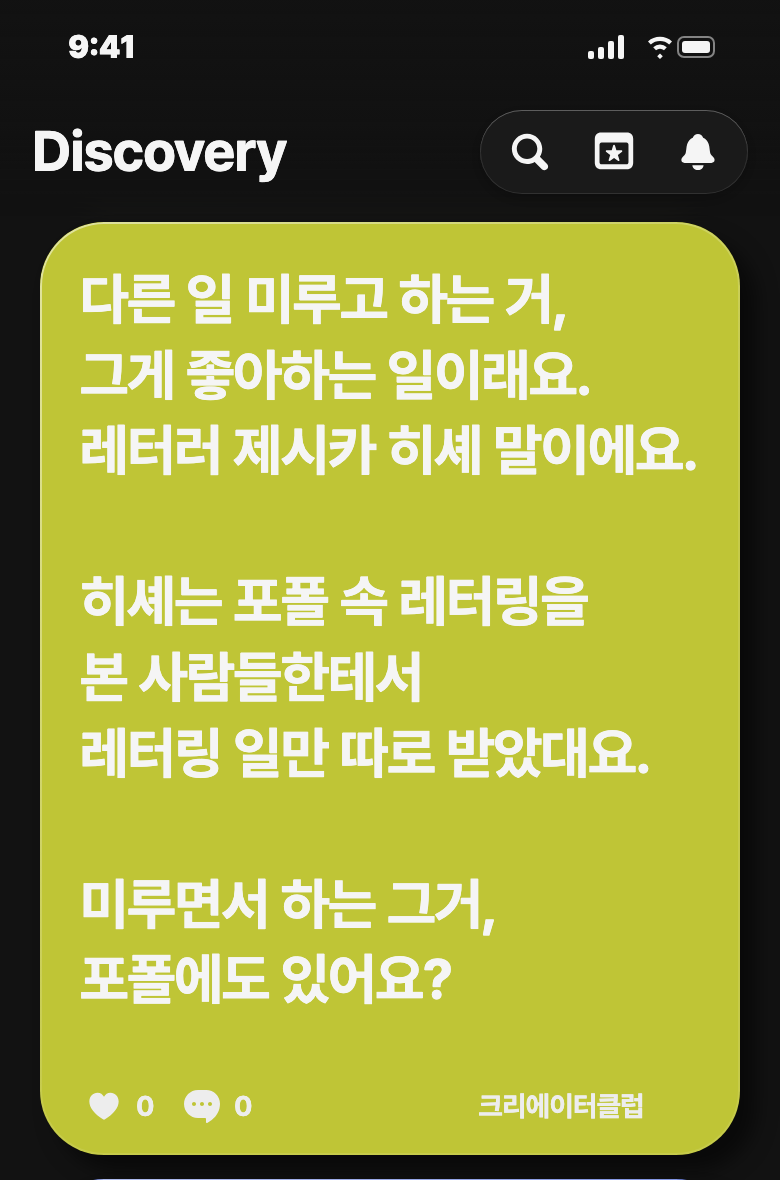 9:41
Discovery
다른 일 미루고 하는 거,
그게 좋아하는 일이래요.
레터러 제시카 히셰 말이에요.
히셰는 포폴 속 레터링을
본 사람들한테서
레터링 일만 따로 받았대요.
미루면서 하는 그거,
포폴에도 있어요?
0 0 크리에이터클럽